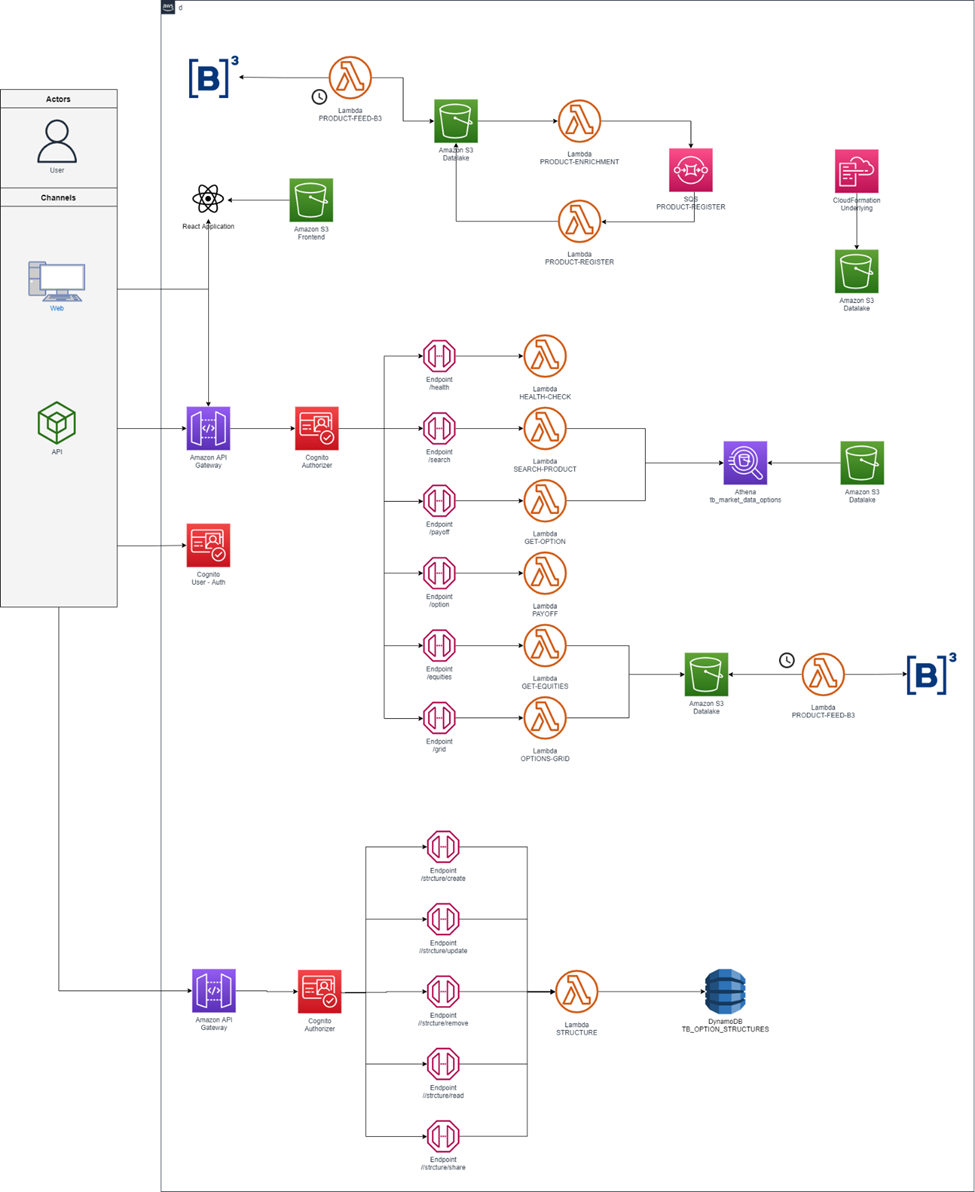 aws
d
Actors
User
Channels
Web
API
[B]³
Lambda
PRODUCT-FEED-B3
Amazon S3
Datalake
Lambda
PRODUCT-ENRICHMENT
SQS
PRODUCT-REGISTER
Lambda
PRODUCT-REGISTER
CloudFormation
Underlying
Amazon S3
Datalake
React Application
Amazon S3
Frontend
Amazon API
Gateway
Cognito
Authorizer
Cognito
User - Auth
Endpoint
/health
Lambda
HEALTH-CHECK
Endpoint
/search
Lambda
SEARCH-PRODUCT
Endpoint
/payoff
Lambda
GET-OPTION
Endpoint
/option
Lambda
PAYOFF
Endpoint
/equities
Lambda
GET-EQUITIES
Endpoint
/grid
Lambda
OPTIONS-GRID
Athena
tb_market_data_options
Amazon S3
Datalake
Amazon S3
Datalake
Lambda
PRODUCT-FEED-B3
[B]³
Amazon API
Gateway
Cognito
Authorizer
Endpoint
/strcture/create
Endpoint
//strcture/update
Endpoint
//strcture/remove
Endpoint
//strcture/read
Endpoint
//strcture/share
Lambda
STRUCTURE
DynamoDB
TB_OPTION_STRUCTURES